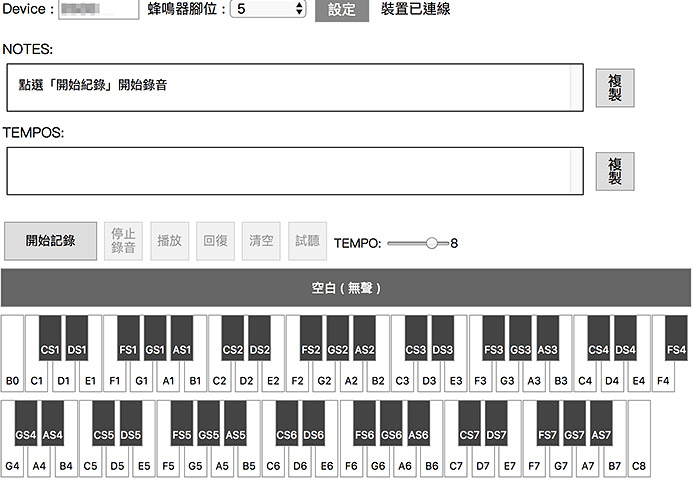 Device : 蜂鳴器腳位 : 5 設定 裝置已連線
NOTES:
點選「開始紀錄」開始錄音
複製
TEMPOS:
複製
開始記錄 停止錄音 播放 回復 清空 試聽 TEMPO: 8
空白 ( 無聲 )
CS1 DS1 FS1 GS1 AS1 CS2 DS2 FS2 GS2 AS2 CS3 DS3 FS3 GS3 AS3 CS4 DS4 FS4
B0 C1 D1 E1 F1 G1 A1 B1 C2 D2 E2 F2 G2 A2 B2 C3 D3 E3 F3 G3 A3 B3 C4 D4 E4 F4
GS4 AS4 CS5 DS5 FS5 GS5 AS5 CS6 DS6 FS6 GS6 AS6 CS7 DS7 FS7 GS7 AS7
G4 A4 B4 C5 D5 E5 F5 G5 A5 B5 C6 D6 E6 F6 G6 A6 B6 C7 D7 E7 F7 G7 A7 B7 C8